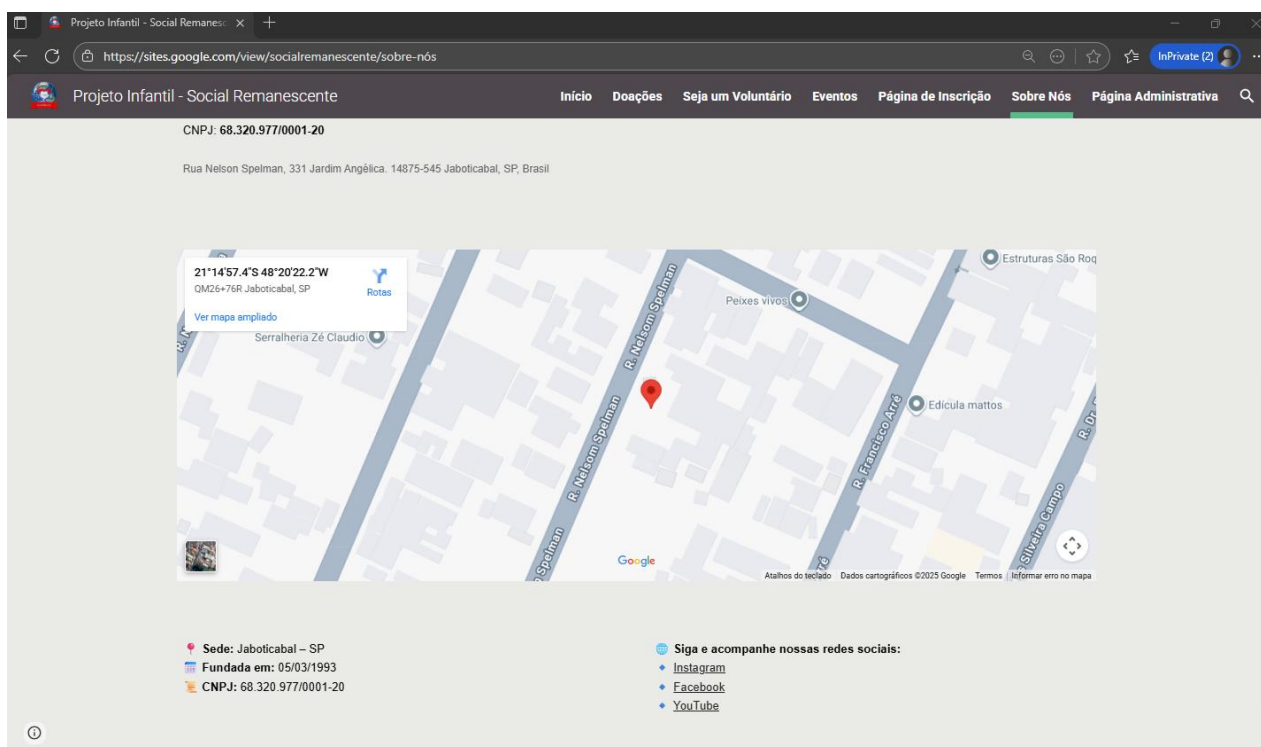 Projeto Infantil - Social Remanesc
https://sites.google.com/view/socialremanescente/sobre-nós
InPrivate (2)
Projeto Infantil - Social Remanescente
Início Doações Seja um Voluntário Eventos Página de Inscrição Sobre Nós Página Administrativa
CNPJ: 68.320.977/0001-20
Rua Nelson Spelman, 331 Jardim Angélica. 14875-545 Jaboticabal, SP, Brasil
21°14'57.4"S 48°20'22.2"W
QM26+76R Jaboticabal, SP
Rotas
Ver mapa ampliado
Serralheria Zé Claudio
Peixes vivos
Estruturas São Roq
R. Nelsom Spelman
Edícula mattos
R. Nelsom Spelman
R. Francisco Arré
Spelman
Silveira Campo
R. Dr.
Google
Atalhos do teclado Dados cartográficos ©2025 Google Termos Informar erro no mapa
Sede: Jaboticabal – SP
Fundada em: 05/03/1993
CNPJ: 68.320.977/0001-20
Siga e acompanhe nossas redes sociais:
Instagram
Facebook
YouTube